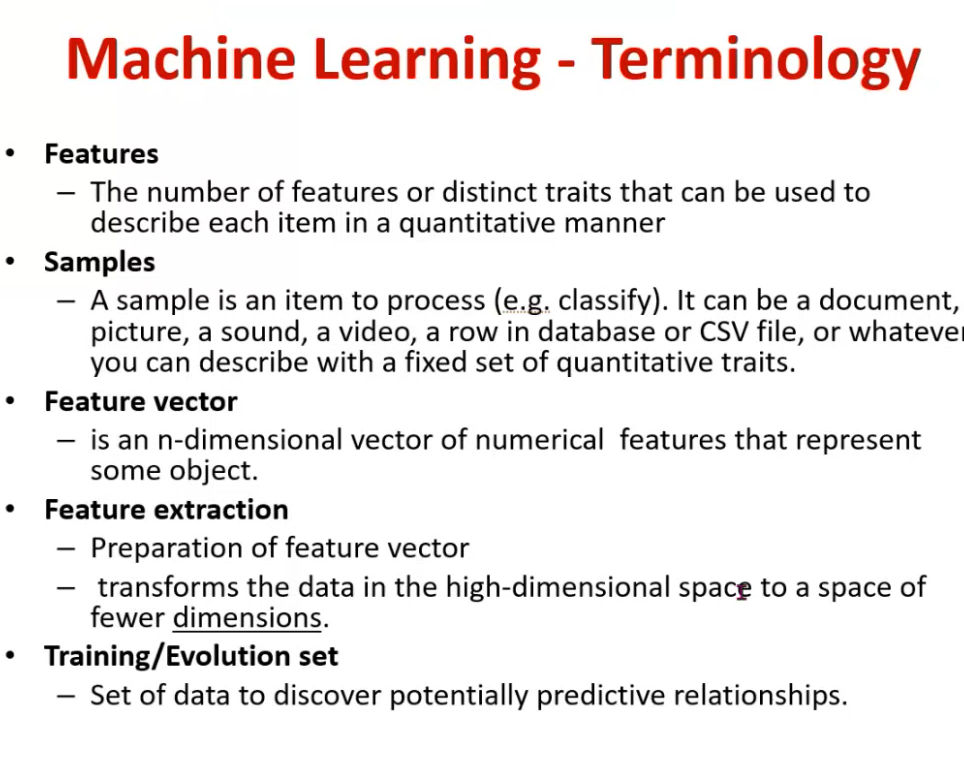 Machine Learning - Terminology
• Features
– The number of features or distinct traits that can be used to
describe each item in a quantitative manner
• Samples
– A sample is an item to process (e.g. classify). It can be a document,
picture, a sound, a video, a row in database or CSV file, or whatever
you can describe with a fixed set of quantitative traits.
• Feature vector
– is an n-dimensional vector of numerical features that represent
some object.
• Feature extraction
– Preparation of feature vector
– transforms the data in the high-dimensional space to a space of
fewer dimensions.
• Training/Evolution set
– Set of data to discover potentially predictive relationships.